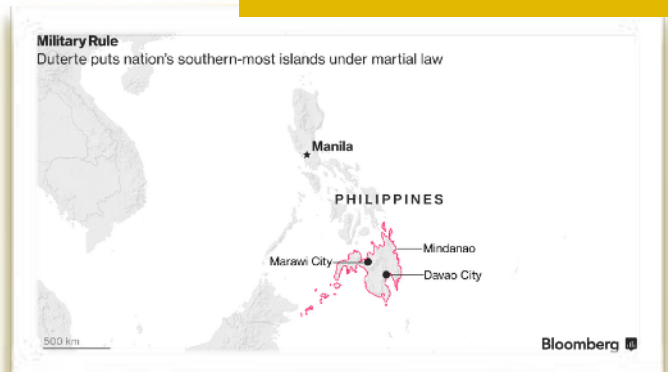 Military Rule
Duterte puts nation's southern-most islands under martial law
Manila
PHILIPPINES
Mindanao
Marawi City
Davao City
500 km
Bloomberg